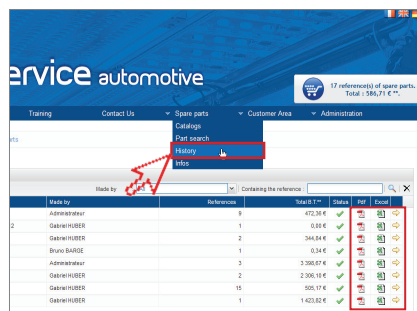 ervice automotive
17 reference(s) of spare parts.
Total : 586,71 € **.
Training Contact Us Spare parts Customer Area Administration
Catalogs
Part search
History
Infos
rts
Made by Containing the reference :
Made by References Total B.T.** Status Pdf Excel
Administrateur 9 472,36 €
2 Gabriel HUBER 1 0,00 €
Gabriel HUBER 2 344,84 €
Bruno BARGE 1 0,34 €
Administrateur 3 3 398,67 €
Gabriel HUBER 2 2 306,10 €
Gabriel HUBER 15 505,17 €
Gabriel HUBER 1 1 423,82 €